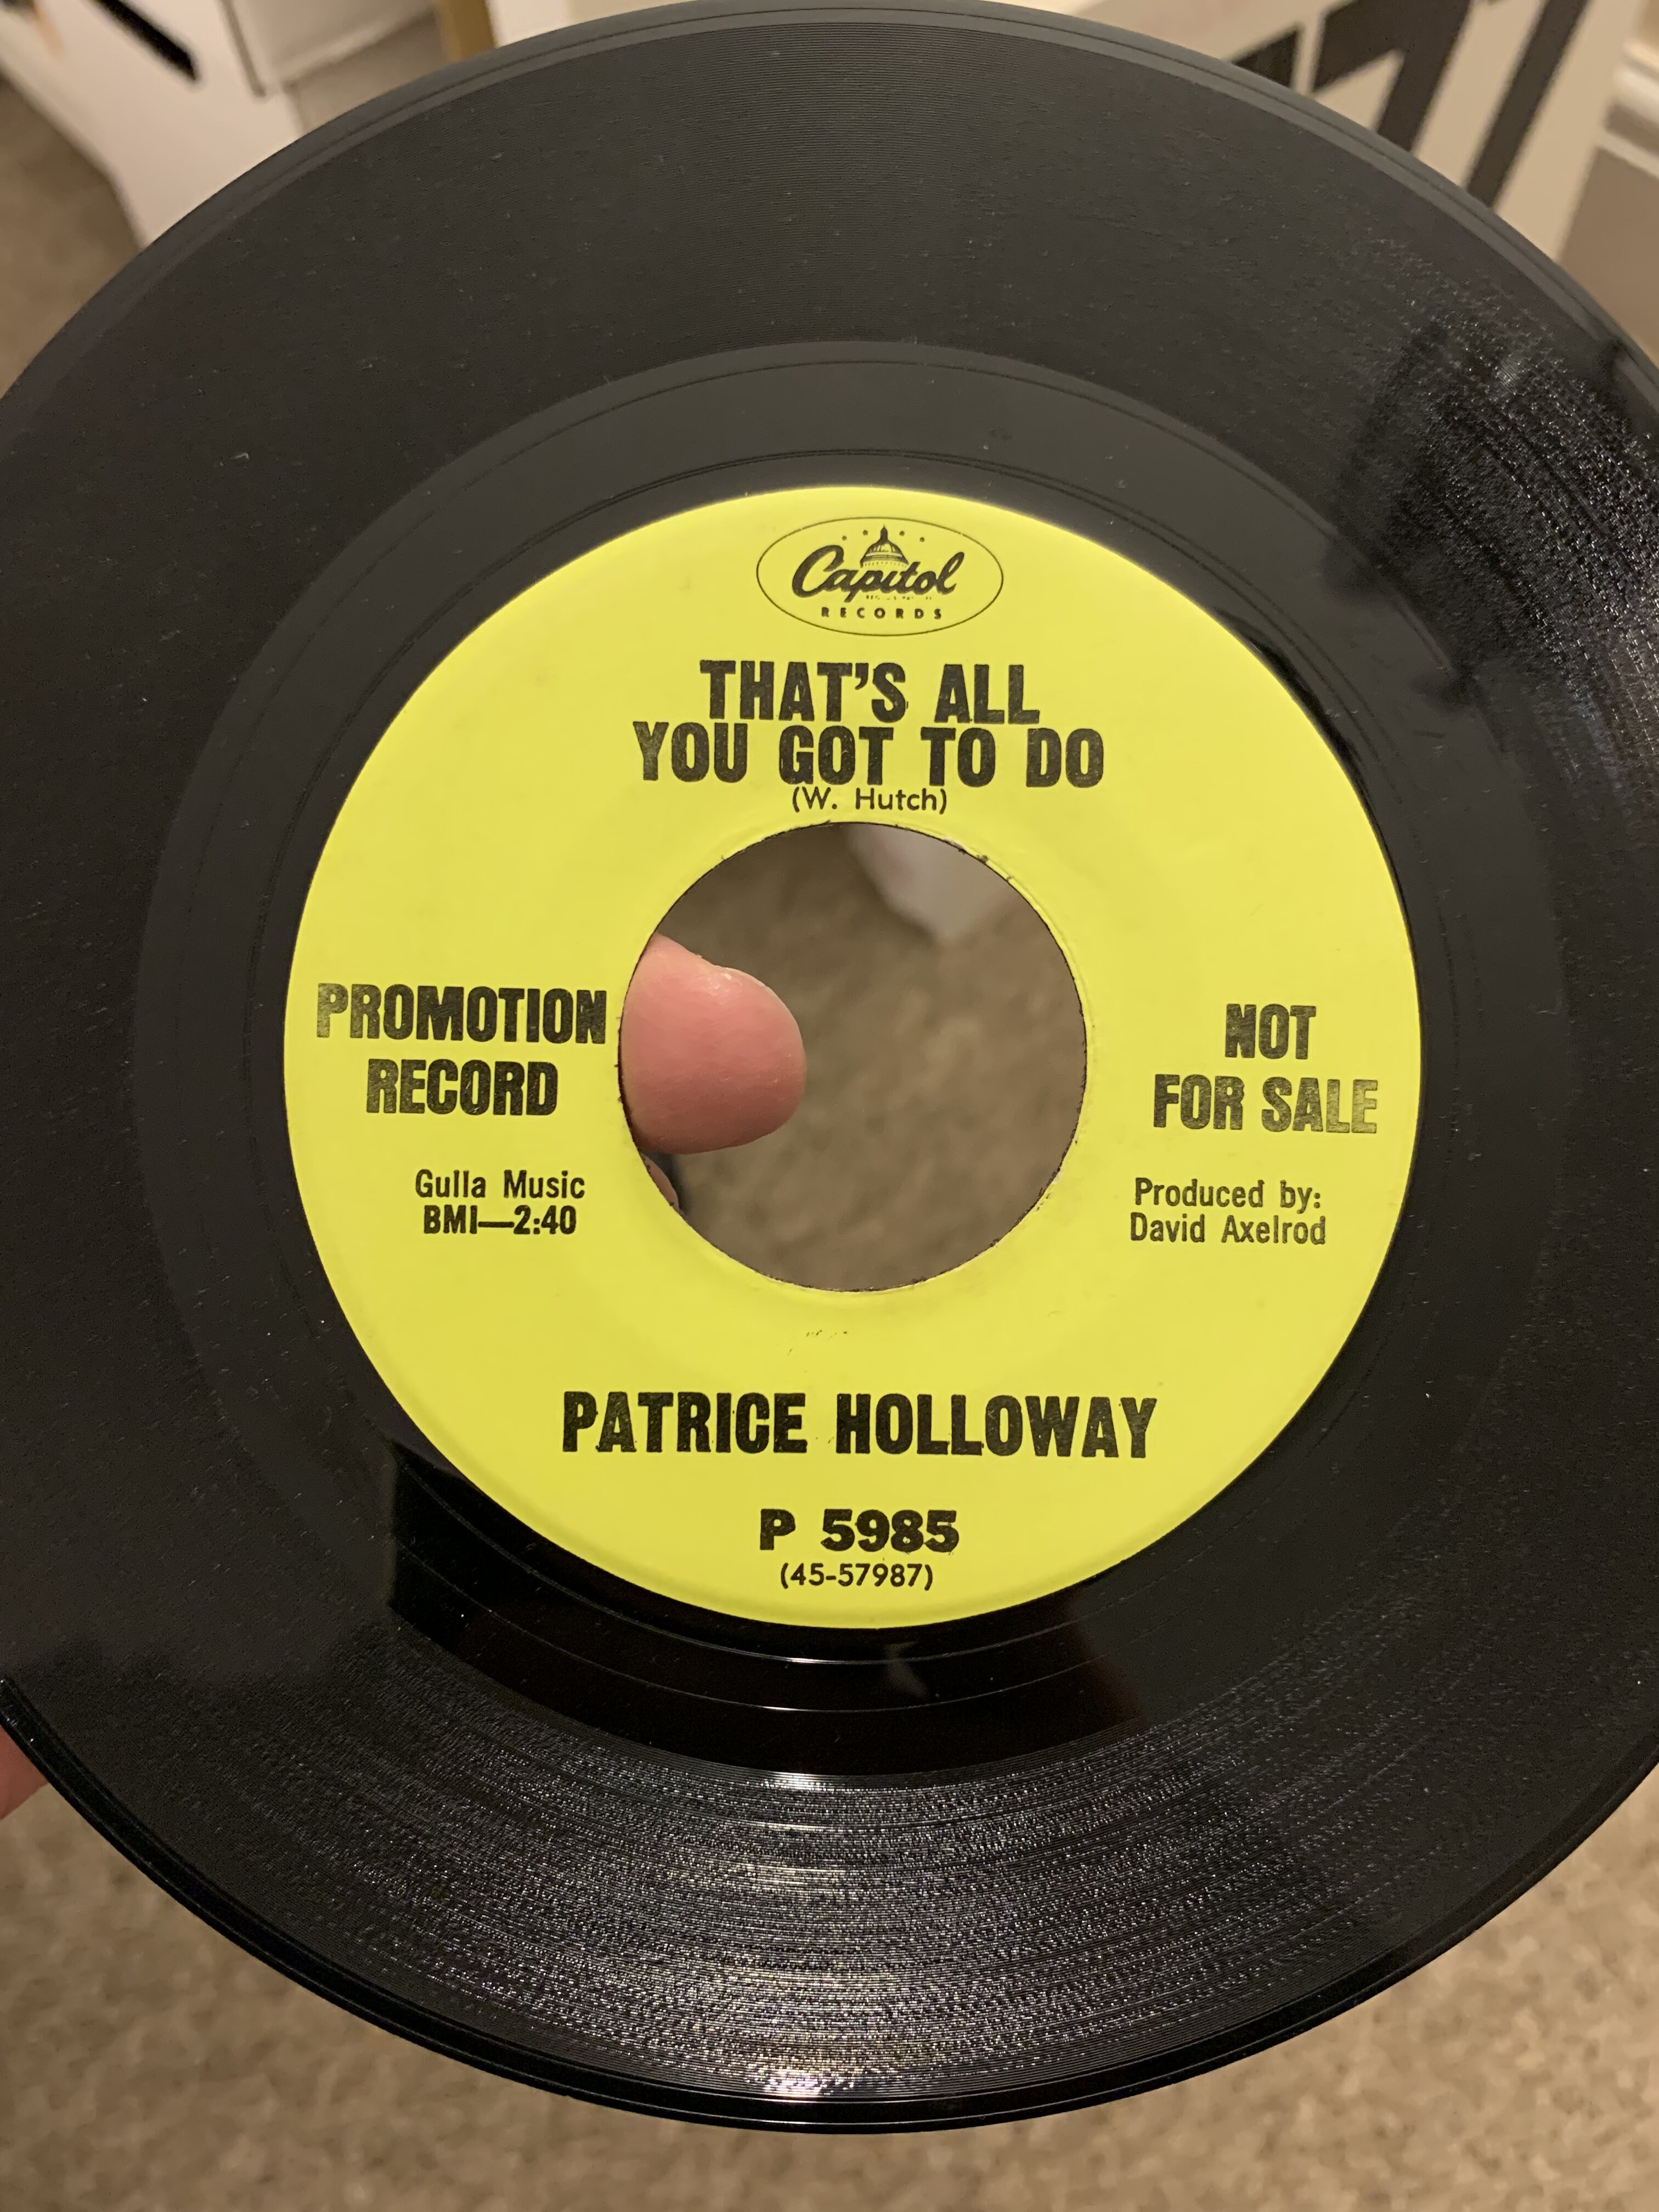 Capitol
RECORDS
THAT'S ALL
YOU GOT TO DO
(W. Hutch)
PROMOTION
RECORD
NOT
FOR SALE
Gulla Music
BMI—2:40
Produced by:
David Axelrod
PATRICE HOLLOWAY
P 5985
(45-57987)